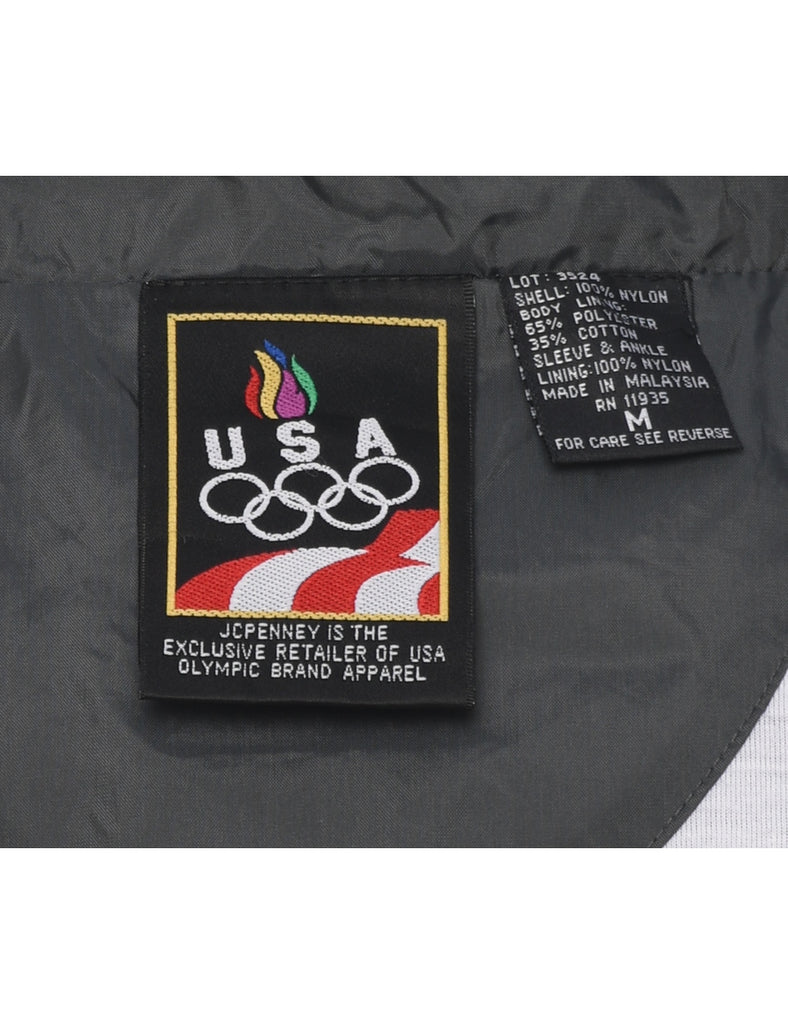 USA
JCPENNEY IS THE
EXCLUSIVE RETAILER OF USA
OLYMPIC BRAND APPAREL
LOT: 3524
SHELL: 100% NYLON
BODY LINING:
65% POLYESTER
35% COTTON
SLEEVE & ANKLE
LINING:100% NYLON
MADE IN MALAYSIA
RN 11935
M
FOR CARE SEE REVERSE